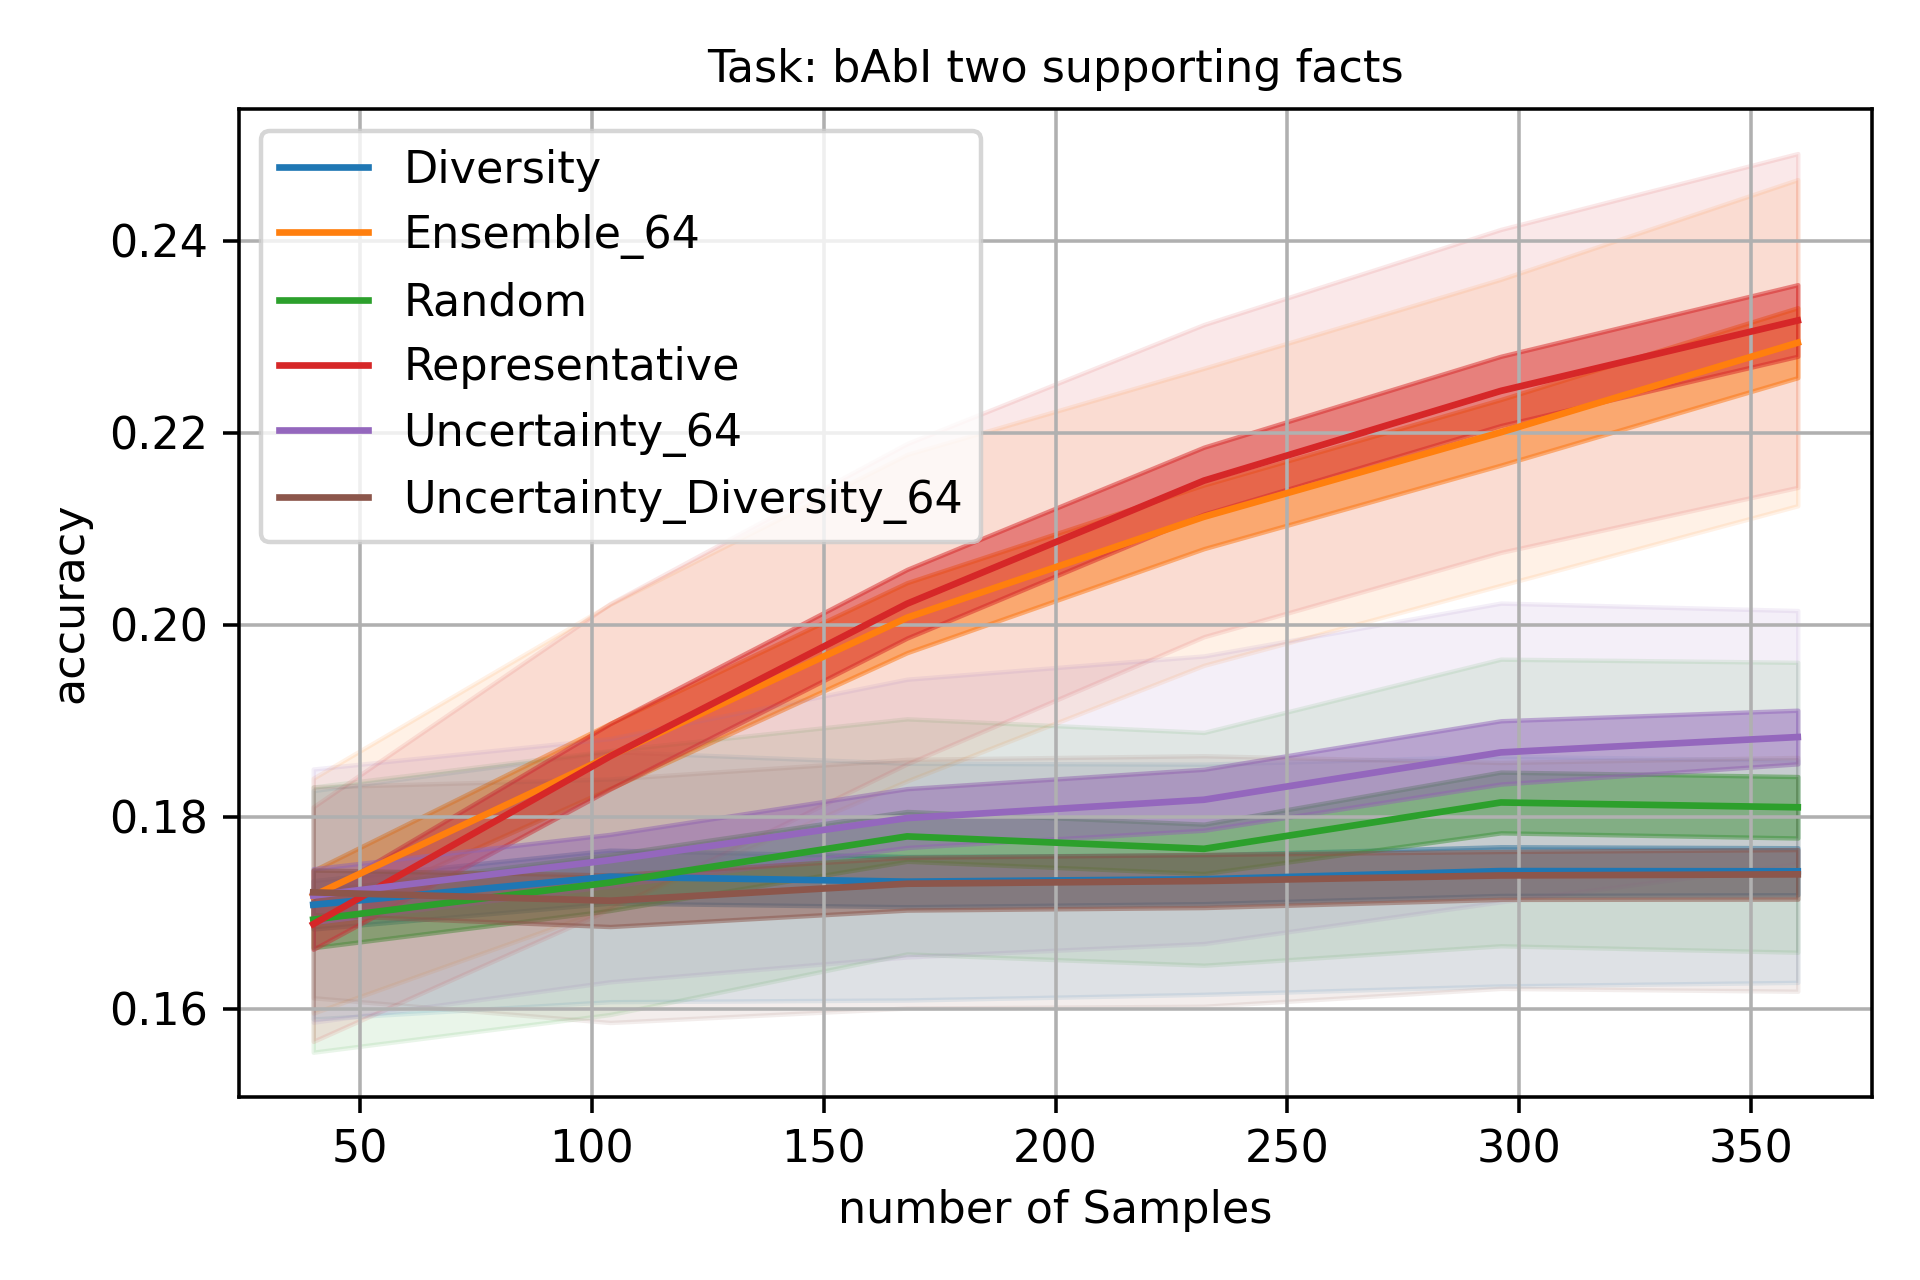 Task: bAbI two supporting facts
Diversity
Ensemble_64
Random
Representative
Uncertainty_64
Uncertainty_Diversity_64
accuracy
0.24
0.22
0.20
0.18
0.16
50 100 150 200 250 300 350
number of Samples